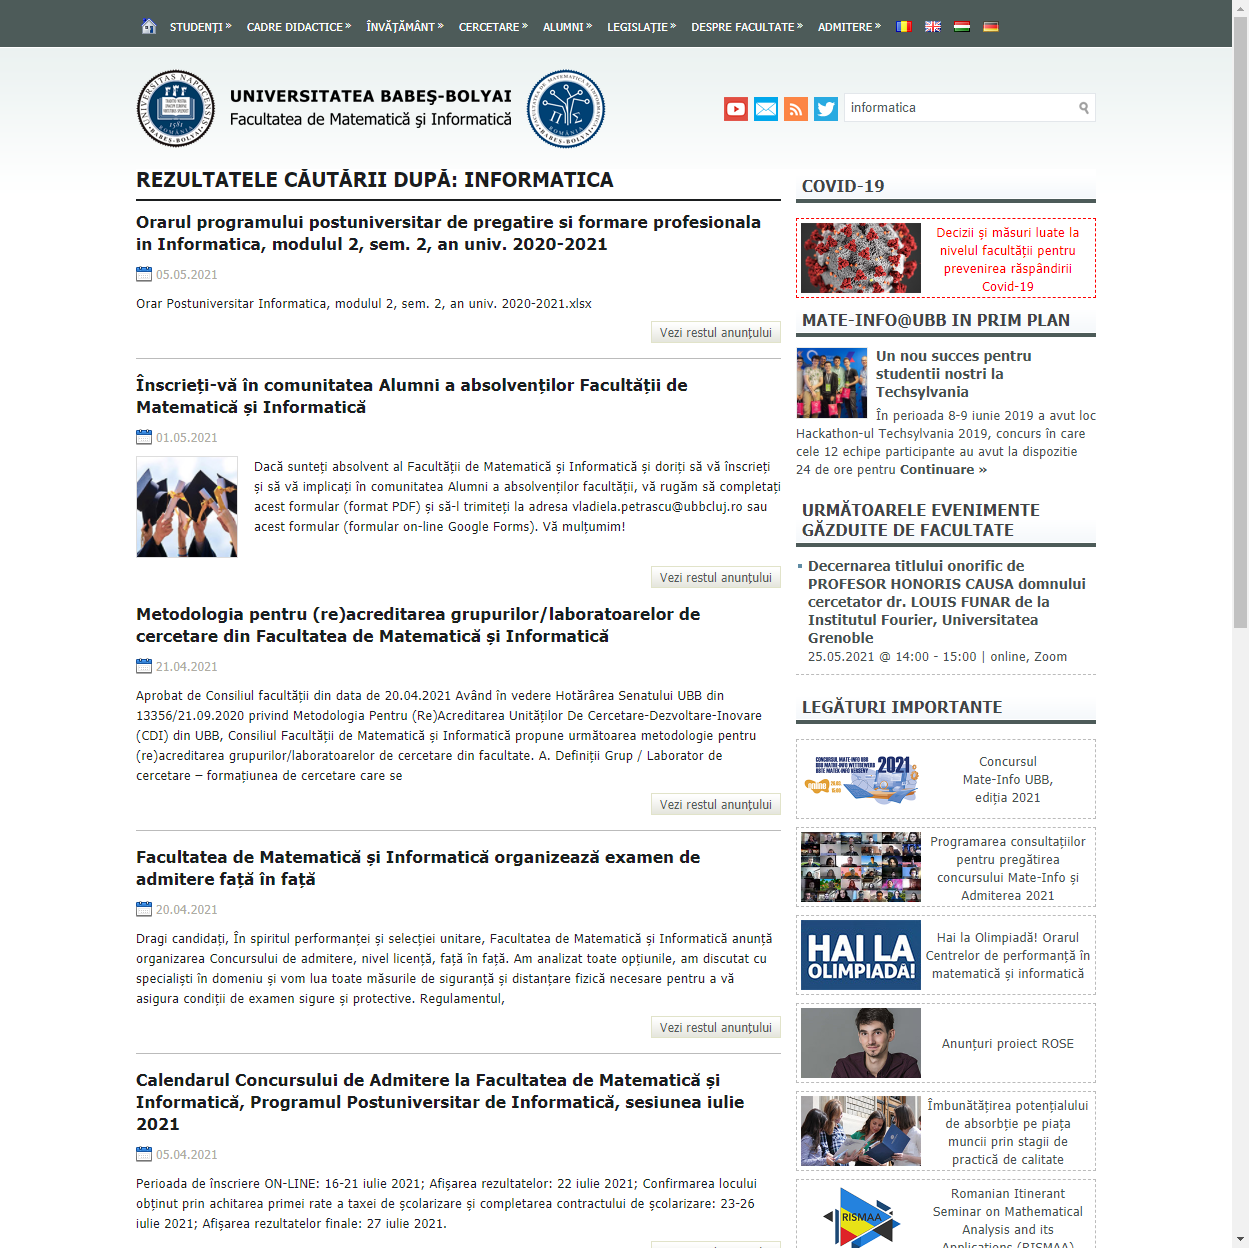 STUDENȚI » CADRE DIDACTICE » ÎNVĂȚĂMÂNT » CERCETARE » ALUMNI » LEGISLAȚIE » DESPRE FACULTATE » ADMITERE »
UNIVERSITATEA BABEŞ-BOLYAI
Facultatea de Matematică şi Informatică
informatica
REZULTATELE CĂUTĂRII DUPĂ: INFORMATICA
Orarul programului postuniversitar de pregatire si formare profesionala
in Informatica, modulul 2, sem. 2, an univ. 2020-2021
05.05.2021
Orar Postuniversitar Informatica, modulul 2, sem. 2, an univ. 2020-2021.xlsx
Vezi restul anunțului
Înscrieți-vă în comunitatea Alumni a absolvenților Facultății de
Matematică și Informatică
01.05.2021
Dacă sunteți absolvent al Facultății de Matematică și Informatică și doriți să vă înscrieți
și să vă implicați în comunitatea Alumni a absolvenților facultății, vă rugăm să completați
acest formular (format PDF) și să-l trimiteți la adresa vladiela.petrascu@ubbcluj.ro sau
acest formular (formular on-line Google Forms). Vă mulțumim!
Vezi restul anunțului
Metodologia pentru (re)acreditarea grupurilor/laboratoarelor de
cercetare din Facultatea de Matematică și Informatică
21.04.2021
Aprobat de Consiliul facultății din data de 20.04.2021 Având în vedere Hotărârea Senatului UBB din
13356/21.09.2020 privind Metodologia Pentru (Re)Acreditarea Unităților De Cercetare-Dezvoltare-Inovare
(CDI) din UBB, Consiliul Facultății de Matematică și Informatică propune următoarea metodologie pentru
(re)acreditarea grupurilor/laboratoarelor de cercetare din facultate. A. Definiții Grup / Laborator de
cercetare – formațiunea de cercetare care se
Vezi restul anunțului
Facultatea de Matematică și Informatică organizează examen de
admitere față în față
20.04.2021
Dragi candidați, În spiritul performanței și selecției unitare, Facultatea de Matematică și Informatică anunță
organizarea Concursului de admitere, nivel licență, față în față. Am analizat toate opțiunile, am discutat cu
specialiști în domeniu și vom lua toate măsurile de siguranță și distanțare fizică necesare pentru a vă
asigura condiții de examen sigure și protective. Regulamentul,
Vezi restul anunțului
Calendarul Concursului de Admitere la Facultatea de Matematică și
Informatică, Programul Postuniversitar de Informatică, sesiunea iulie
2021
05.04.2021
Perioada de înscriere ON-LINE: 16-21 iulie 2021; Afișarea rezultatelor: 22 iulie 2021; Confirmarea locului
obținut prin achitarea primei rate a taxei de școlarizare și completarea contractului de școlarizare: 23-26
iulie 2021; Afișarea rezultatelor finale: 27 iulie 2021.
COVID-19
Decizii și măsuri luate la
nivelul facultății pentru
prevenirea răspândirii
Covid-19
MATE-INFO@UBB IN PRIM PLAN
Un nou succes pentru
studentii nostri la
Techsylvania
În perioada 8-9 iunie 2019 a avut loc
Hackathon-ul Techsylvania 2019, concurs în care
cele 12 echipe participante au avut la dispozitie
24 de ore pentru Continuare »
URMĂTOARELE EVENIMENTE
GĂZDUITE DE FACULTATE
Decernarea titlului onorific de
PROFESOR HONORIS CAUSA domnului
cercetator dr. LOUIS FUNAR de la
Institutul Fourier, Universitatea
Grenoble
25.05.2021 @ 14:00 - 15:00 | online, Zoom
LEGĂTURI IMPORTANTE
2021
Concursul
Mate-Info UBB,
ediția 2021
Programarea consultațiilor
pentru pregătirea
concursului Mate-Info și
Admiterea 2021
HAI LA
OLIMPIADĂ!
Hai la Olimpiadă! Orarul
Centrelor de performanță în
matematică și informatică
Anunțuri proiect ROSE
Îmbunătățirea potențialului
de absorbție pe piața
muncii prin stagii de
practică de calitate
RISMAA
Romanian Itinerant
Seminar on Mathematical
Analysis and its
Applications (RISMAA)